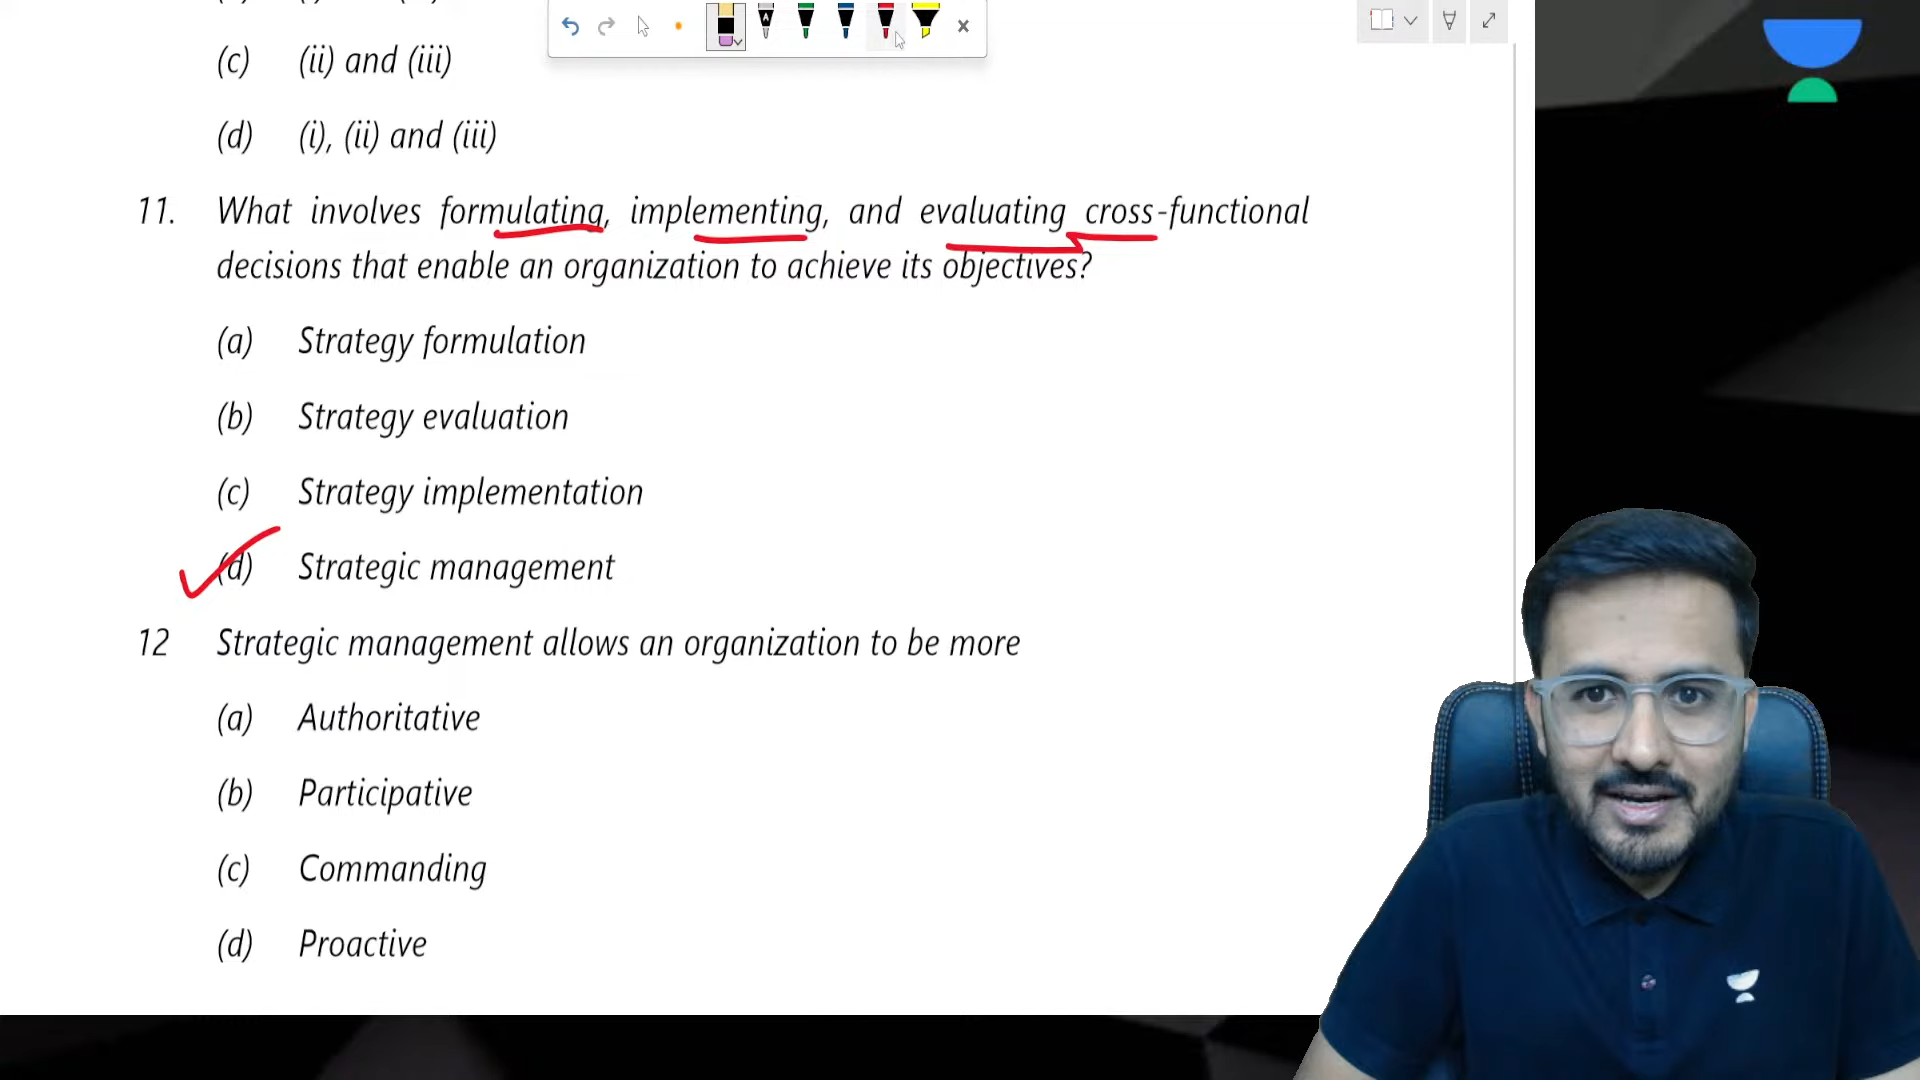 (c) (ii) and (iii)
(d) (i), (ii) and (iii)
11. What involves formulating, implementing, and evaluating cross-functional
decisions that enable an organization to achieve its objectives?
(a) Strategy formulation
(b) Strategy evaluation
(c) Strategy implementation
(d) Strategic management
12 Strategic management allows an organization to be more
(a) Authoritative
(b) Participative
(c) Commanding
(d) Proactive